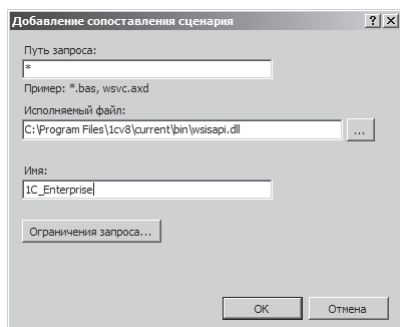 Добавление сопоставления сценария
Путь запроса:
*
Пример: *.bas, wsvc.axd
Исполняемый файл:
C:\Program Files\1cv8\current\bin\wsisapi.dll
...
Имя:
1C_Enterprise
Ограничения запроса...
OK
Отмена